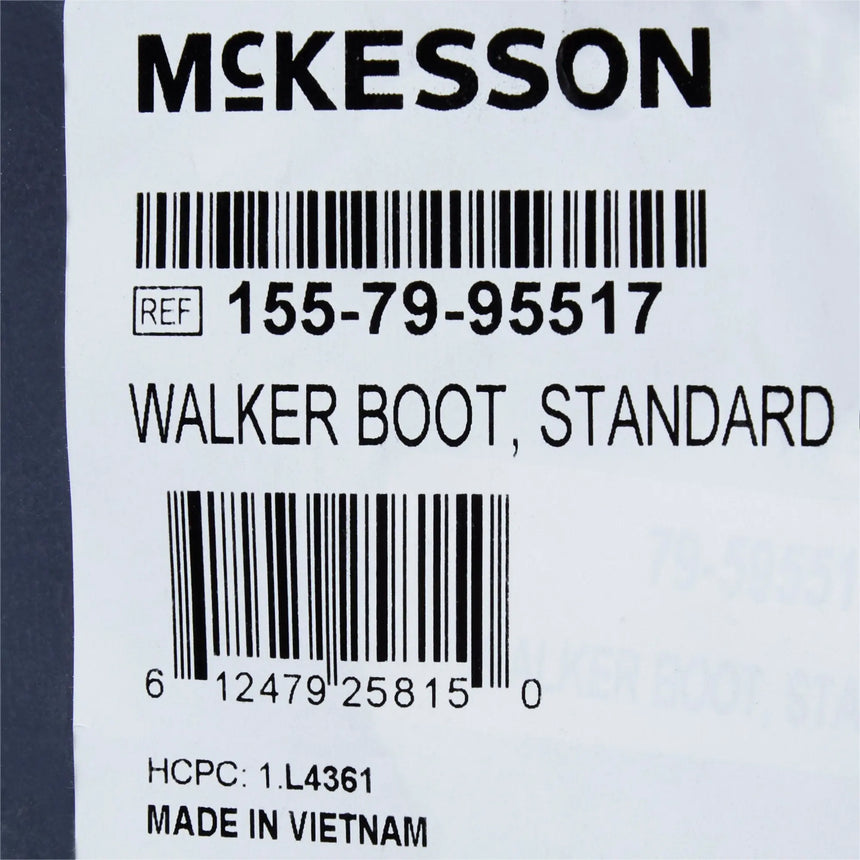 McKESSON
REF 155-79-95517
WALKER BOOT, STANDARD
6 12479 25815 0
HCPC: 1.L4361
MADE IN VIETNAM